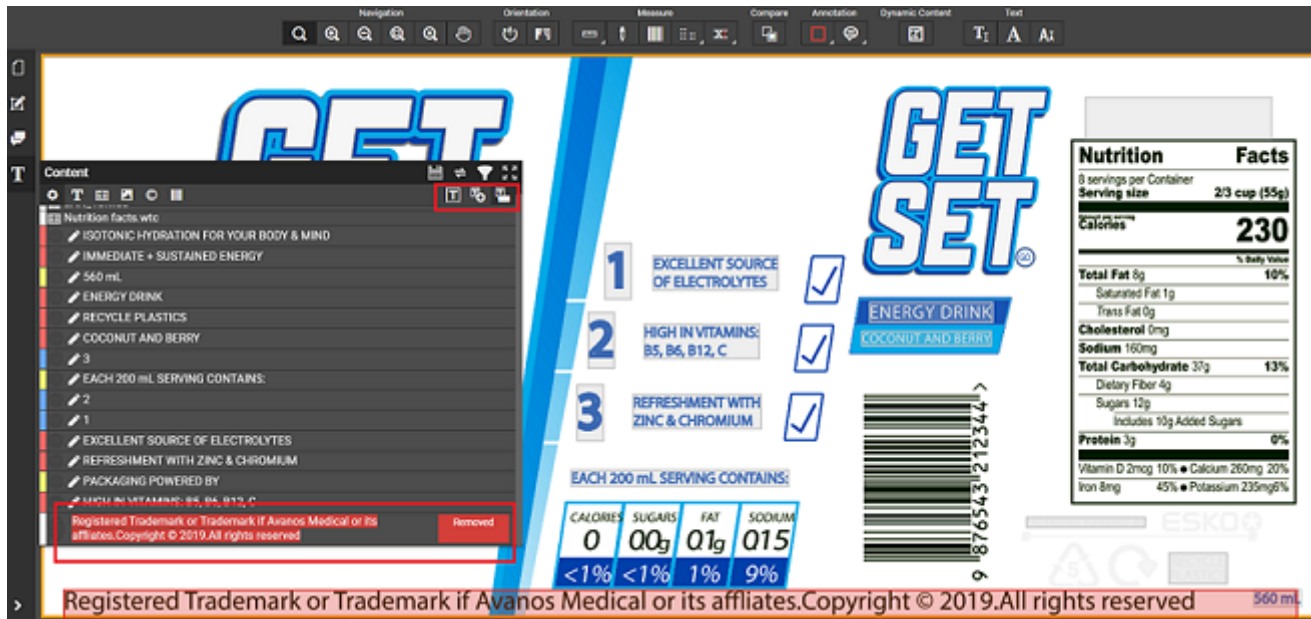 Navigation Orientation Measure Compare Annotation Dynamic Content Text
GET
Content
Nutrition facts.wtc
ISOTONIC HYDRATION FOR YOUR BODY & MIND
IMMEDIATE + SUSTAINED ENERGY
560 mL
ENERGY DRINK
RECYCLE PLASTICS
COCONUT AND BERRY
3
EACH 200 mL SERVING CONTAINS:
2
1
EXCELLENT SOURCE OF ELECTROLYTES
REFRESHMENT WITH ZINC & CHROMIUM
PACKAGING POWERED BY
HIGH IN VITAMINS: B5, B6, B12, C
Registered Trademark or Trademark if Avanos Medical or its
affliates.Copyright © 2019.All rights reserved
Removed
1
EXCELLENT SOURCE
OF ELECTROLYTES
2
HIGH IN VITAMINS:
B5, B6, B12, C
3
REFRESHMENT WITH
ZINC & CHROMIUM
EACH 200 mL SERVING CONTAINS:
CALORIES SUGARS FAT SODIUM
0 0.0g 0.1g 0.15
<1% <1% 1% 9%
GET
SET
GO
ENERGY DRINK
COCONUT AND BERRY
9 876543 212344 >
Nutrition Facts
8 servings per Container
Serving size 2/3 cup (55g)
Calories 230
% Daily Value
Total Fat 8g 10%
Saturated Fat 1g
Trans Fat 0g
Cholesterol 0mg
Sodium 160mg
Total Carbohydrate 37g 13%
Dietary Fiber 4g
Sugars 12g
Includes 10g Added Sugars
Protein 3g 0%
Vitamin D 2mcg 10% ● Calcium 260mg 20%
Iron 8mg 45% ● Potassium 235mg6%
ESKO
5
Registered Trademark or Trademark if Avanos Medical or its affliates.Copyright © 2019.All rights reserved
560 mL